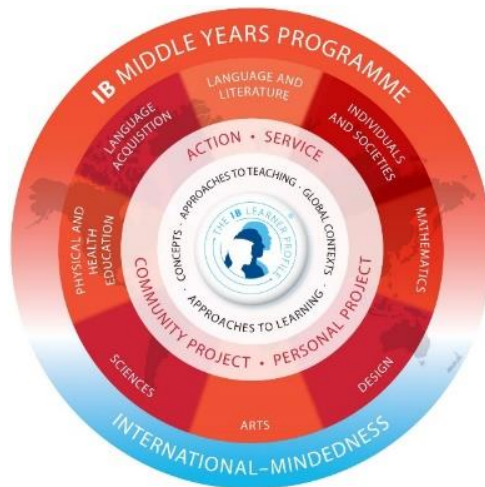 IB MIDDLE YEARS PROGRAMME
LANGUAGE AND
LITERATURE
LANGUAGE
ACQUISITION
INDIVIDUALS
AND SOCIETIES
PHYSICAL AND
HEALTH
EDUCATION
MATHEMATICS
SCIENCES
DESIGN
ARTS
ACTION • SERVICE
COMMUNITY PROJECT • PERSONAL PROJECT
· CONCEPTS · APPROACHES TO TEACHING · GLOBAL CONTEXTS ·
APPROACHES TO LEARNING
THE IB LEARNER PROFILE
®
INTERNATIONAL-MINDEDNESS